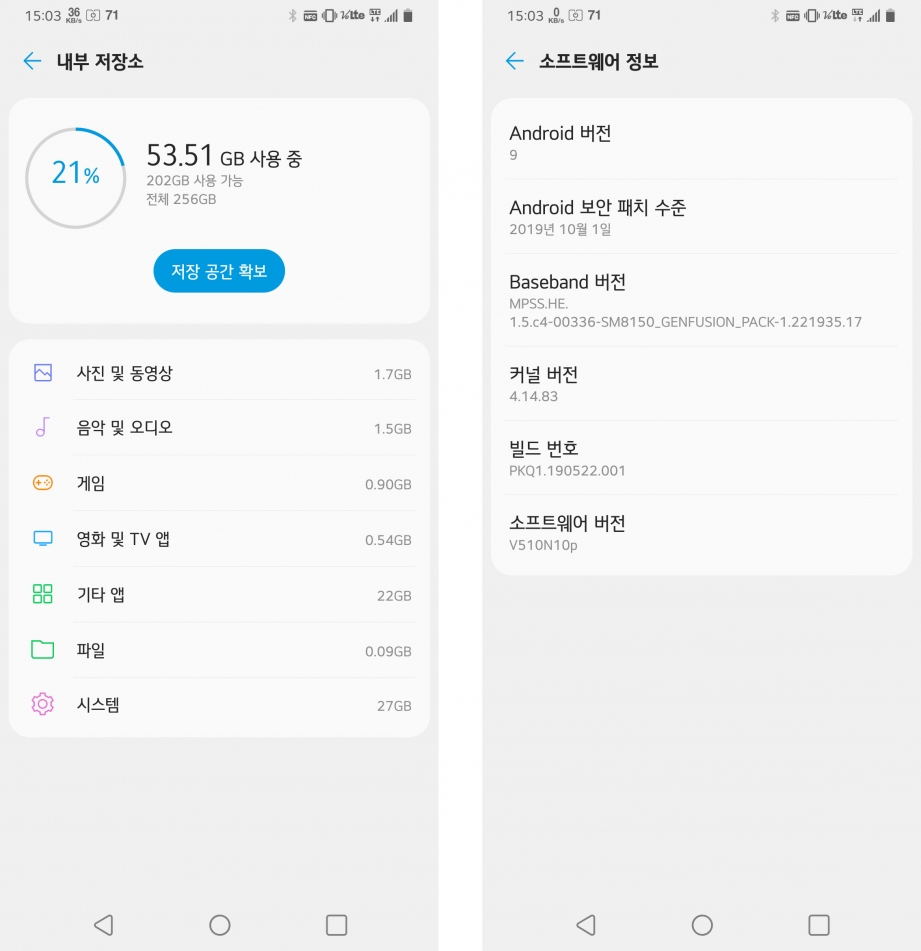 15:03 36 KB/s 71 NFC VoLTE LTE
내부 저장소
21%
53.51 GB 사용 중
202GB 사용 가능
전체 256GB
저장 공간 확보
사진 및 동영상 1.7GB
음악 및 오디오 1.5GB
게임 0.90GB
영화 및 TV 앱 0.54GB
기타 앱 22GB
파일 0.09GB
시스템 27GB
15:03 0 KB/s 71 NFC VoLTE LTE
소프트웨어 정보
Android 버전
9
Android 보안 패치 수준
2019년 10월 1일
Baseband 버전
MPSS.HE.
1.5.c4-00336-SM8150_GENFUSION_PACK-1.221935.17
커널 버전
4.14.83
빌드 번호
PKQ1.190522.001
소프트웨어 버전
V510N10p